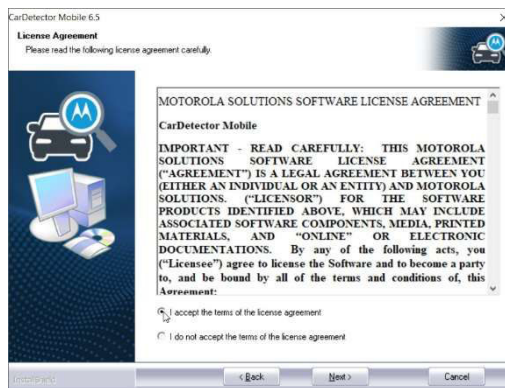 CarDetector Mobile 6.5
License Agreement
Please read the following license agreement carefully.
MOTOROLA SOLUTIONS SOFTWARE LICENSE AGREEMENT
CarDetector Mobile
IMPORTANT - READ CAREFULLY: THIS MOTOROLA
SOLUTIONS SOFTWARE LICENSE AGREEMENT
("AGREEMENT") IS A LEGAL AGREEMENT BETWEEN YOU
(EITHER AN INDIVIDUAL OR AN ENTITY) AND MOTOROLA
SOLUTIONS. ("LICENSOR") FOR THE SOFTWARE
PRODUCTS IDENTIFIED ABOVE, WHICH MAY INCLUDE
ASSOCIATED SOFTWARE COMPONENTS, MEDIA, PRINTED
MATERIALS, AND "ONLINE" OR ELECTRONIC
DOCUMENTATIONS. By any of the following acts, you
("Licensee") agree to license the Software and to become a party
to, and be bound by all of the terms and conditions of, this
Agreement:
I accept the terms of the license agreement
I do not accept the terms of the license agreement
InstallShield
< Back
Next >
Cancel